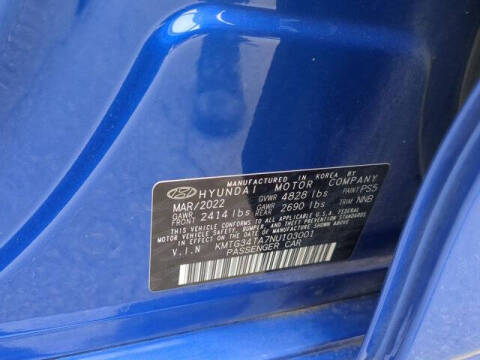 MANUFACTURED IN KOREA BY
HYUNDAI MOTOR COMPANY
MAR/2022 GVWR 4828 lbs PAINT PS5
GAWR FRONT 2414 lbs GAWR REAR 2690 lbs TRIM NNB
THIS VEHICLE CONFORMS TO ALL APPLICABLE U.S.A. FEDERAL
MOTOR VEHICLE SAFETY, BUMPER, AND THEFT PREVENTION STANDARDS
IN EFFECT ON THE DATE OF MANUFACTURE SHOWN ABOVE.
V.I.N KMTG34TA7NU103001
PASSENGER CAR